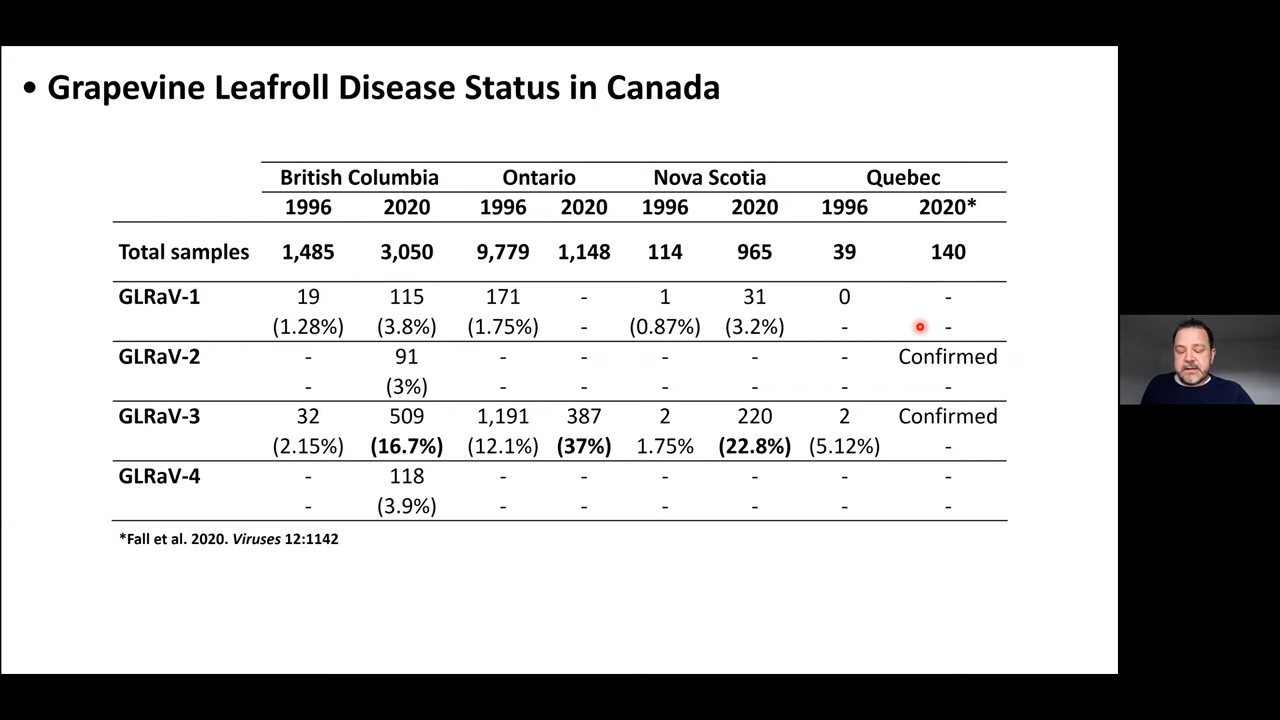 • Grapevine Leafroll Disease Status in Canada
British Columbia Ontario Nova Scotia Quebec
1996 2020 1996 2020 1996 2020 1996 2020*
Total samples 1,485 3,050 9,779 1,148 114 965 39 140
GLRaV-1 19 115 171 - 1 31 0 -
(1.28%) (3.8%) (1.75%) - (0.87%) (3.2%) - -
GLRaV-2 - 91 - - - - - Confirmed
- (3%) - - - - - -
GLRaV-3 32 509 1,191 387 2 220 2 Confirmed
(2.15%) (16.7%) (12.1%) (37%) 1.75% (22.8%) (5.12%) -
GLRaV-4 - 118 - - - - - -
- (3.9%) - - - - - -
*Fall et al. 2020. Viruses 12:1142